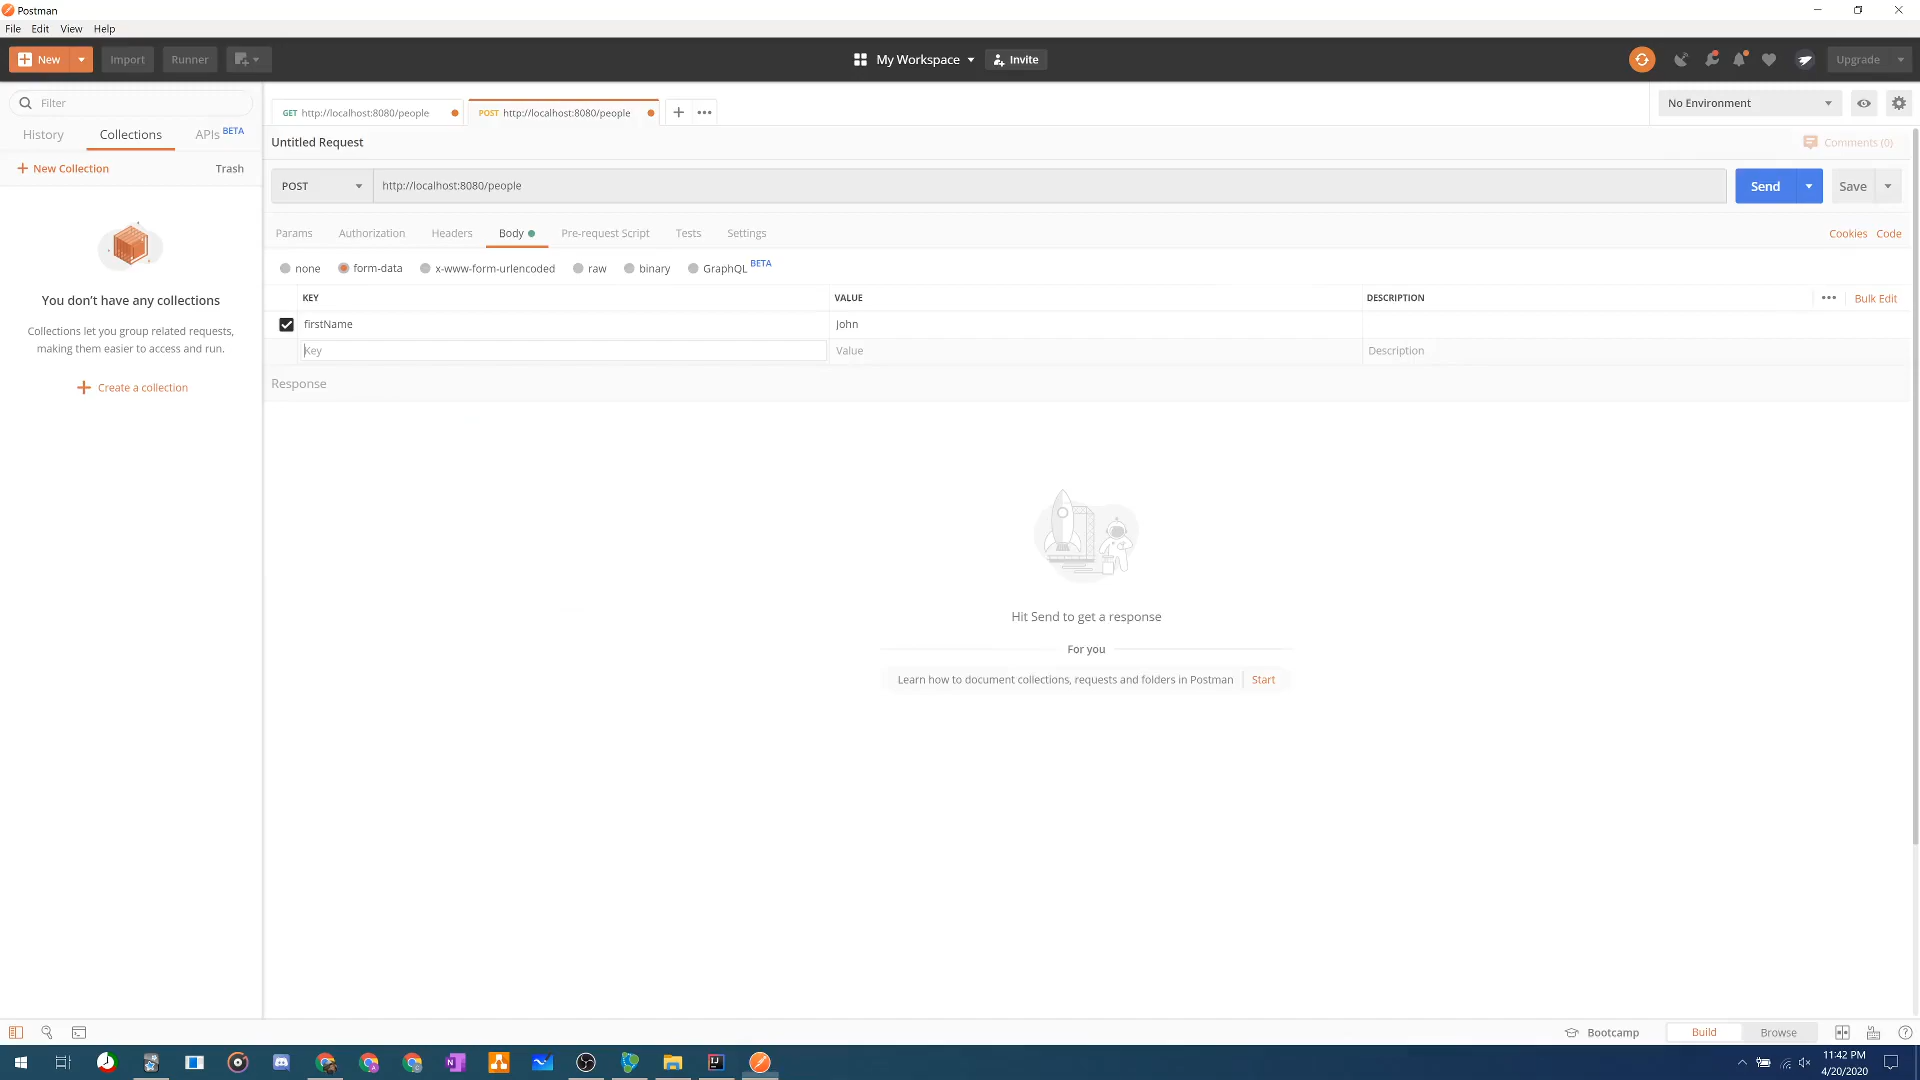 Postman
File Edit View Help
New Import Runner My Workspace Invite Upgrade
Filter
GET http://localhost:8080/people POST http://localhost:8080/people No Environment
History Collections APIs BETA
Untitled Request Comments (0)
New Collection Trash
POST http://localhost:8080/people Send Save
Params Authorization Headers Body Pre-request Script Tests Settings Cookies Code
none form-data x-www-form-urlencoded raw binary GraphQL BETA
KEY VALUE DESCRIPTION Bulk Edit
firstName John
Key Value Description
Response
You don't have any collections
Collections let you group related requests,
making them easier to access and run.
Create a collection
Hit Send to get a response
For you
Learn how to document collections, requests and folders in Postman Start
Bootcamp Build Browse
11:42 PM
4/20/2020